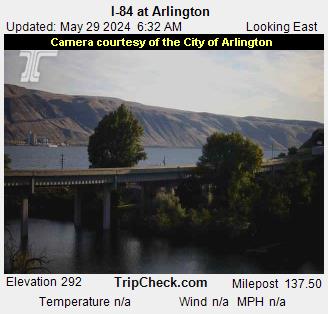 I-84 at Arlington
Updated: May 29 2024 6:32 AM Looking East
Camera courtesy of the City of Arlington
Elevation 292 TripCheck.com Milepost 137.50
Temperature n/a Wind n/a MPH n/a